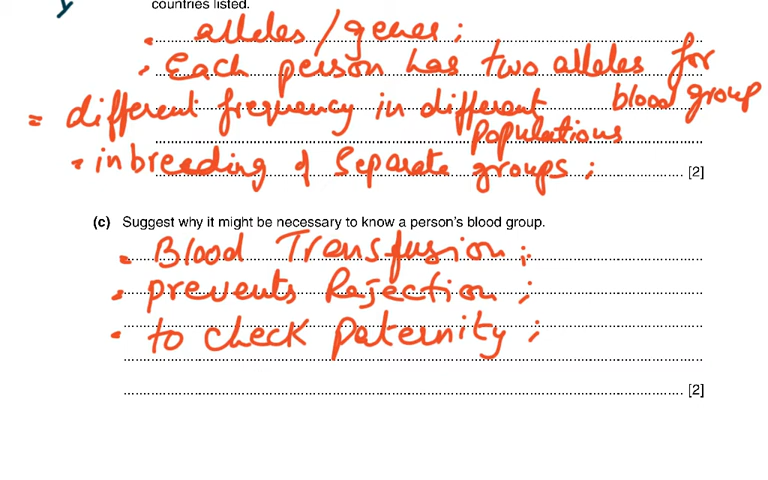 countries listed.
• alleles / genes ;
• Each person has two alleles for blood group
= different frequency in different populations
• inbreeding of separate groups ; [2]
(c) Suggest why it might be necessary to know a person's blood group.
• Blood Transfusion ;
• prevents Rejection ;
• to check paternity ;
[2]